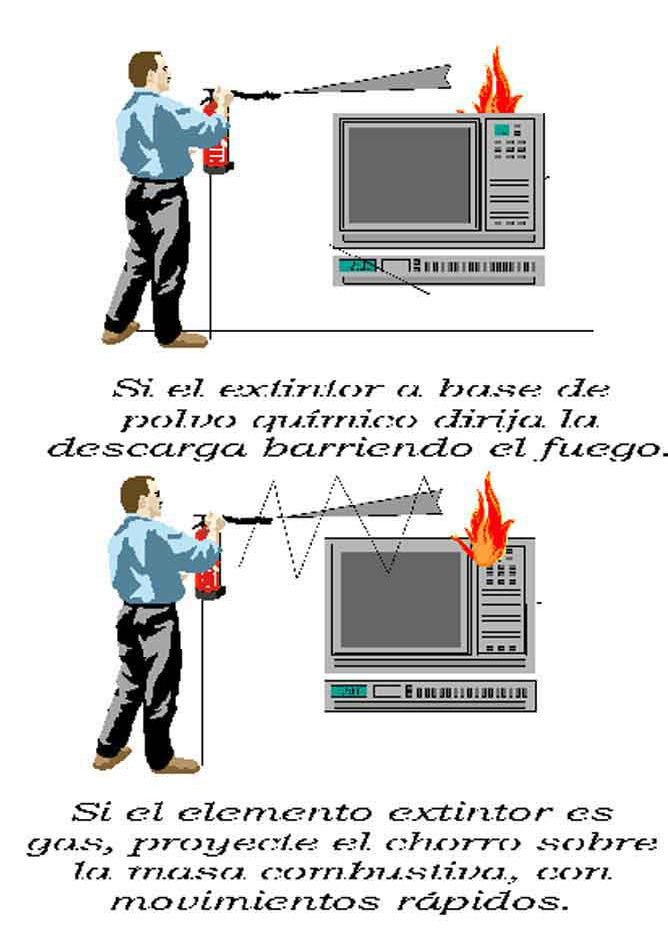 Si el extintor a base de
polvo químico dirija la
descarga barriendo el fuego.
Si el elemento extintor es
gas, proyecte el chorro sobre
la masa combustiva, con
movimientos rápidos.